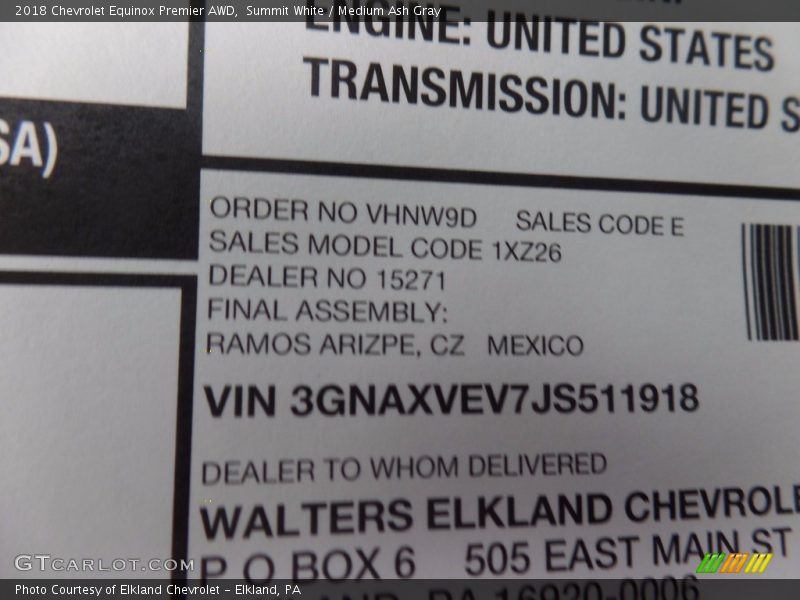 2018 Chevrolet Equinox Premier AWD, Summit White / Medium Ash Gray
ENGINE: UNITED STATES
TRANSMISSION: UNITED S
SA)
ORDER NO VHNW9D SALES CODE E
SALES MODEL CODE 1XZ26
DEALER NO 15271
FINAL ASSEMBLY:
RAMOS ARIZPE, CZ MEXICO
VIN 3GNAXVEV7JS511918
DEALER TO WHOM DELIVERED
WALTERS ELKLAND CHEVROLE
P O BOX 6 505 EAST MAIN ST
PA 16920-0006
GTCARLOT.COM
Photo Courtesy of Elkland Chevrolet – Elkland, PA